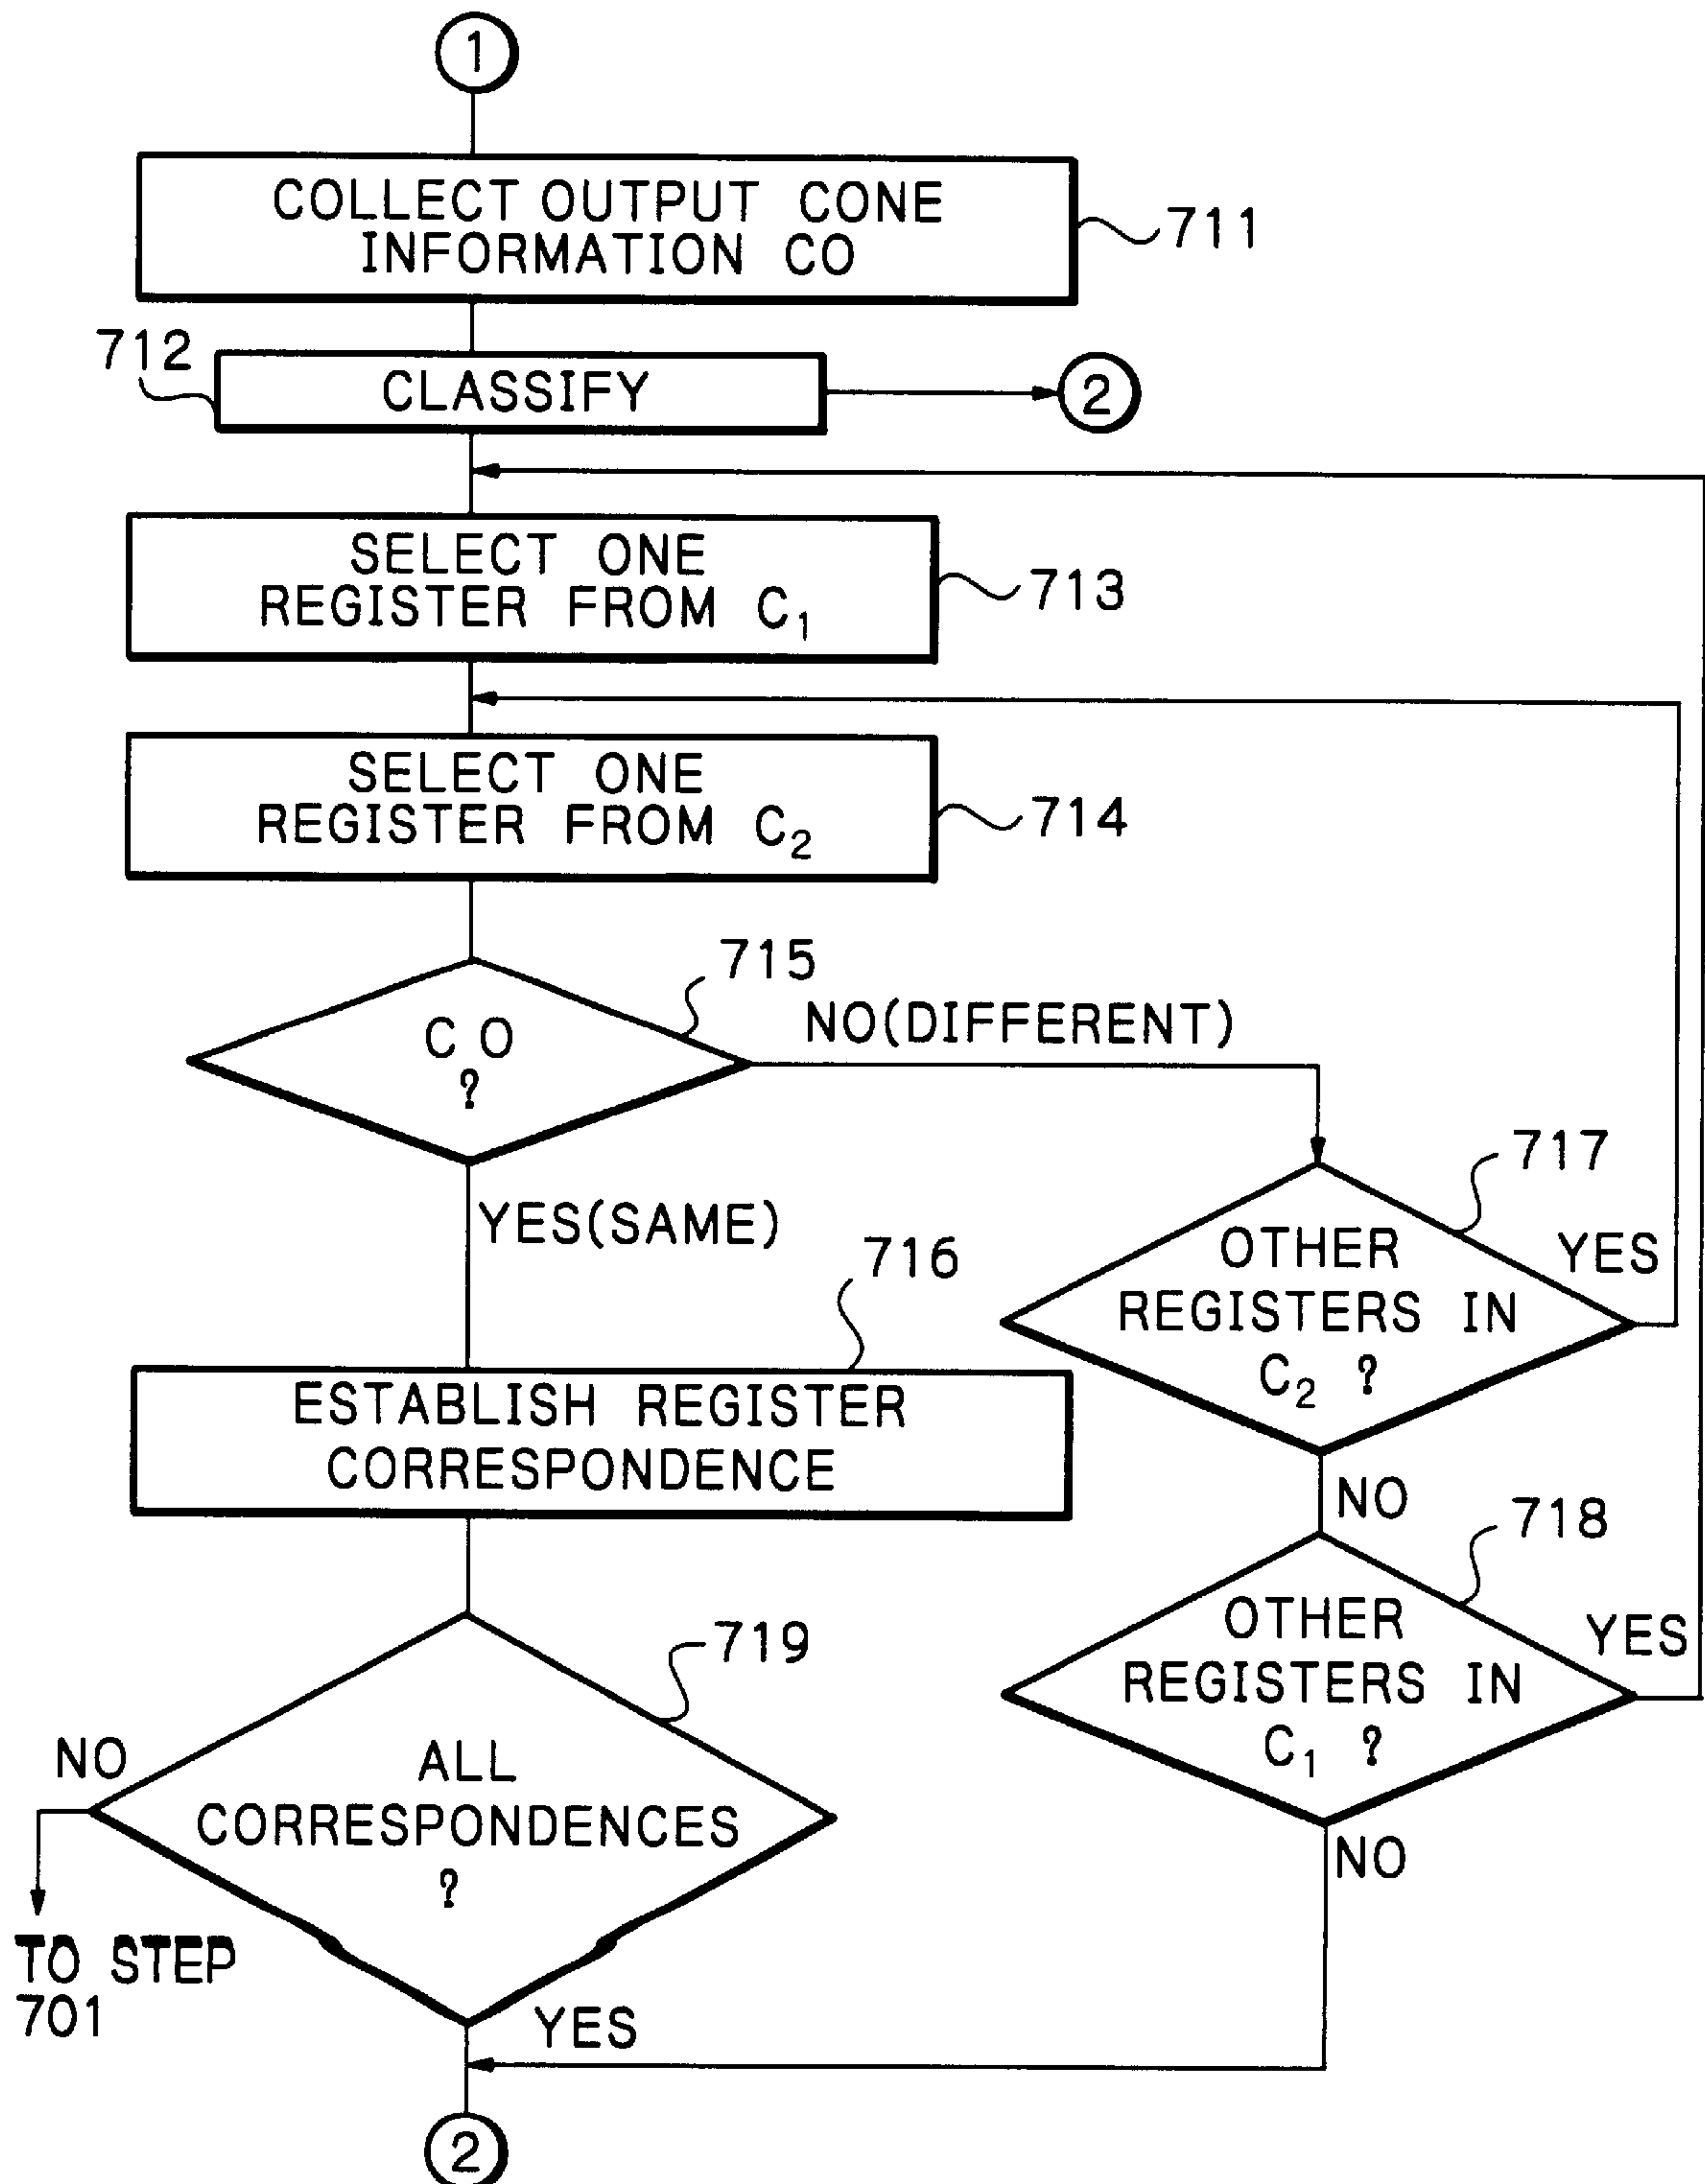 1
COLLECT OUTPUT CONE
INFORMATION CO
711
712
CLASSIFY
2
SELECT ONE
REGISTER FROM C₁
713
SELECT ONE
REGISTER FROM C₂
714
715
NO(DIFFERENT)
C O
?
717
YES(SAME)
716
OTHER
REGISTERS IN
C₂ ?
YES
ESTABLISH REGISTER
CORRESPONDENCE
NO
718
OTHER
REGISTERS IN
C₁ ?
YES
719
NO
ALL
CORRESPONDENCES
?
NO
TO STEP
701
YES
2